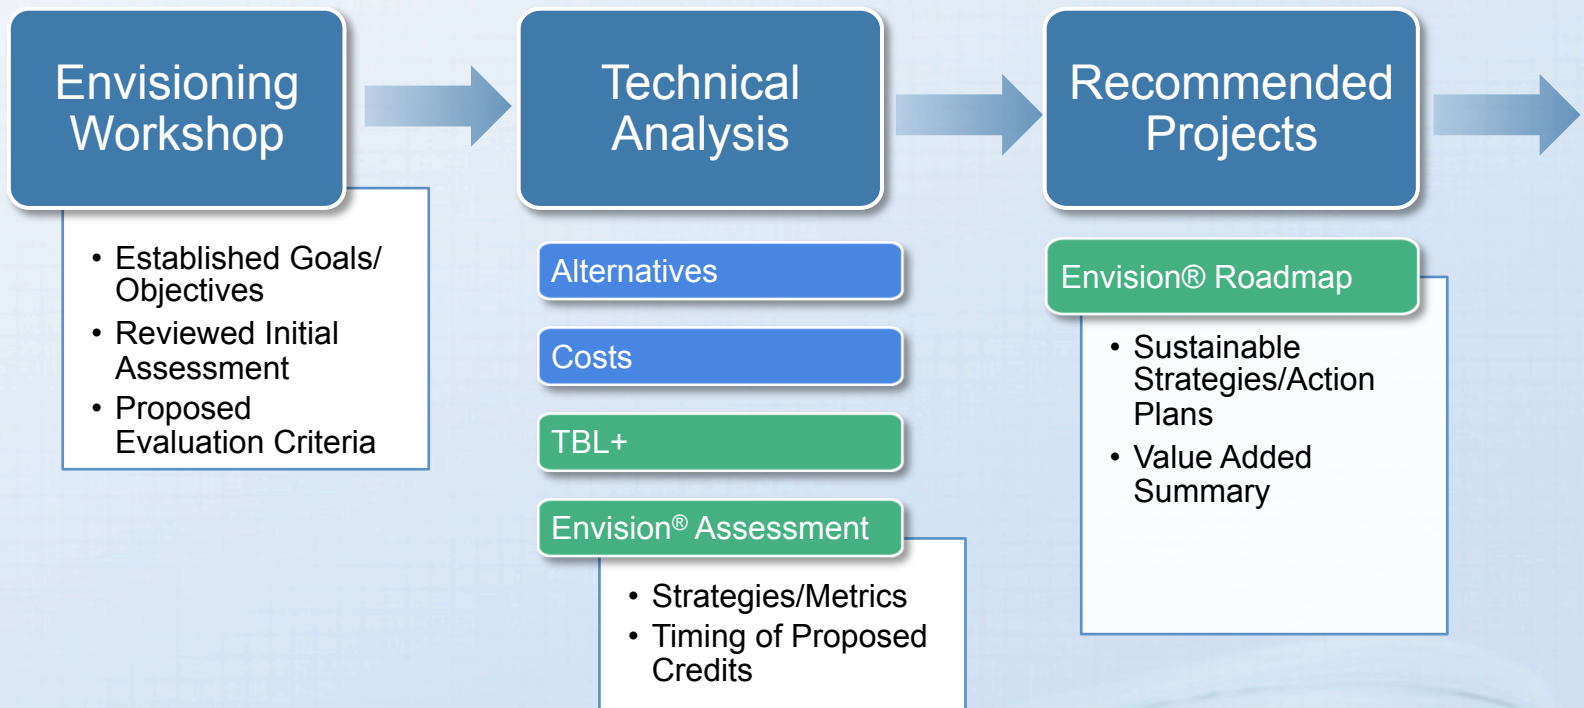 Envisioning
Workshop
• Established Goals/
Objectives
• Reviewed Initial
Assessment
• Proposed
Evaluation Criteria
Technical
Analysis
Alternatives
Costs
TBL+
Envision® Assessment
• Strategies/Metrics
• Timing of Proposed
Credits
Recommended
Projects
Envision® Roadmap
• Sustainable
Strategies/Action
Plans
• Value Added
Summary